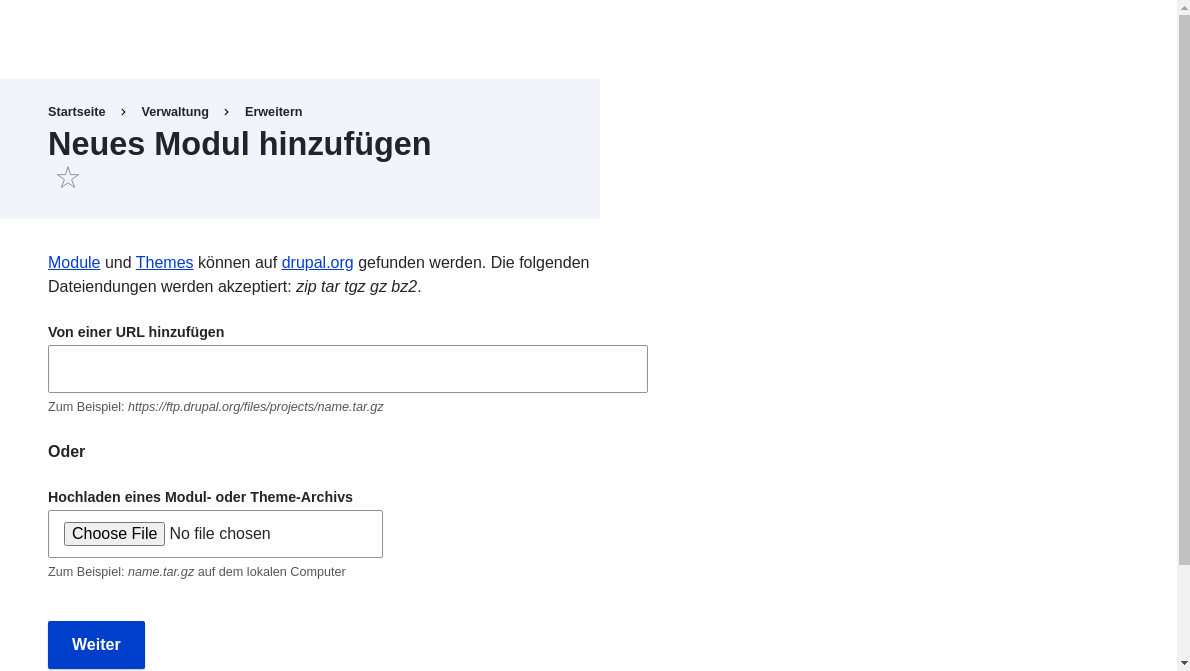 Startseite › Verwaltung › Erweitern
Neues Modul hinzufügen
Module und Themes können auf drupal.org gefunden werden. Die folgenden
Dateiendungen werden akzeptiert: zip tar tgz gz bz2.
Von einer URL hinzufügen
Zum Beispiel: https://ftp.drupal.org/files/projects/name.tar.gz
Oder
Hochladen eines Modul- oder Theme-Archivs
Choose File No file chosen
Zum Beispiel: name.tar.gz auf dem lokalen Computer
Weiter